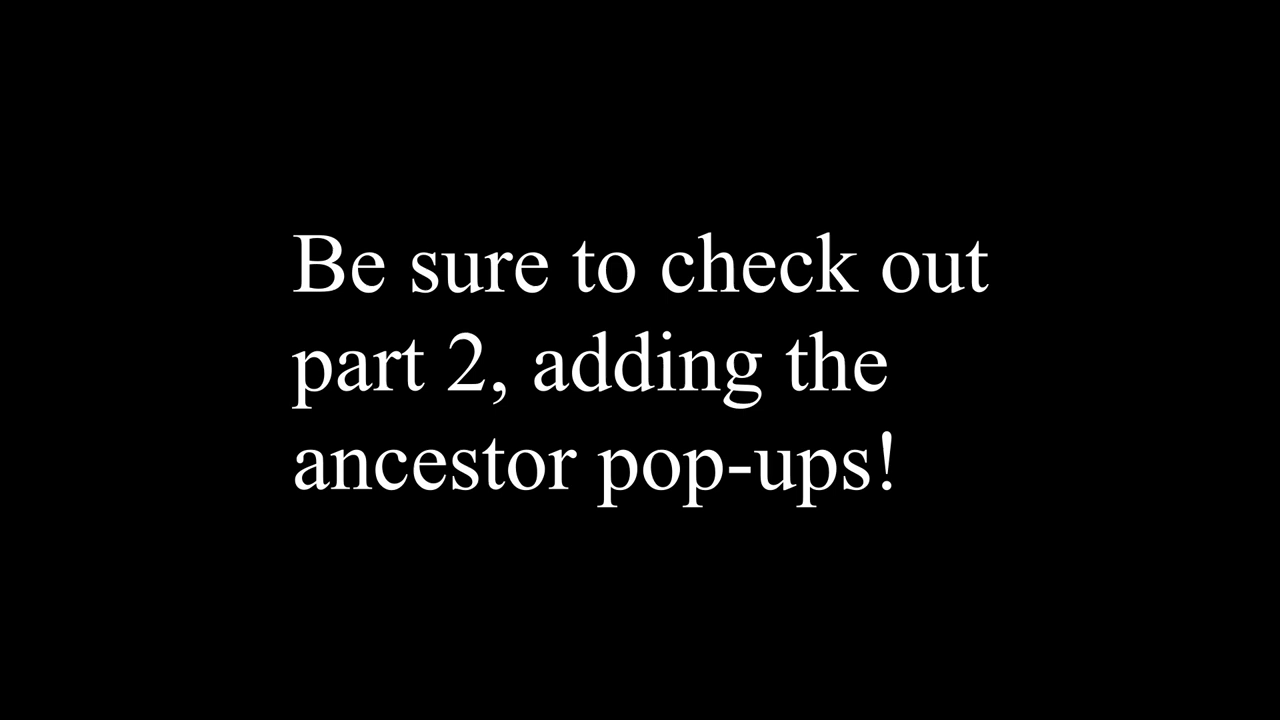 Be sure to check out
part 2, adding the
ancestor pop-ups!